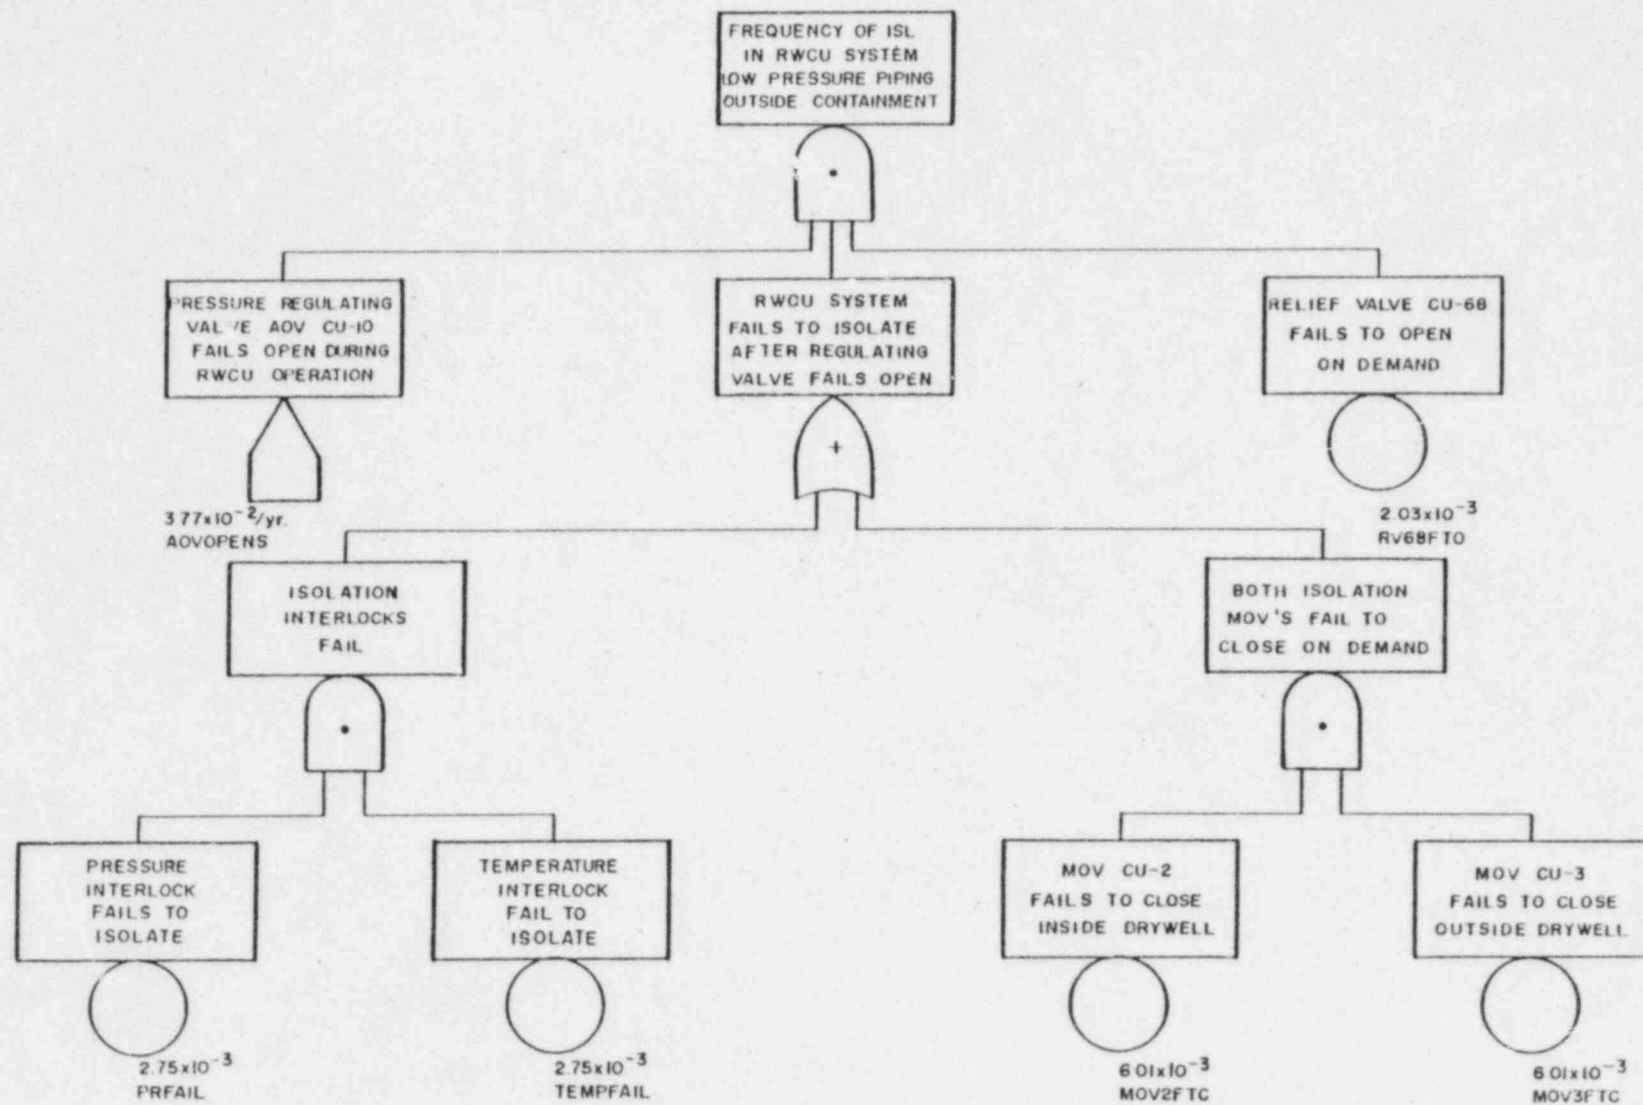 FREQUENCY OF ISL
IN RWCU SYSTEM
LOW PRESSURE PIPING
OUTSIDE CONTAINMENT
PRESSURE REGULATING
VAL/E AOV CU-10
FAILS OPEN DURING
RWCU OPERATION
RWCU SYSTEM
FAILS TO ISOLATE
AFTER REGULATING
VALVE FAILS OPEN
+
RELIEF VALVE CU-68
FAILS TO OPEN
ON DEMAND
3.77x10⁻²/yr.
AOVOPENS
2.03x10⁻³
RV68FTO
ISOLATION
INTERLOCKS
FAIL
BOTH ISOLATION
MOV'S FAIL TO
CLOSE ON DEMAND
PRESSURE
INTERLOCK
FAILS TO
ISOLATE
TEMPERATURE
INTERLOCK
FAIL TO
ISOLATE
MOV CU-2
FAILS TO CLOSE
INSIDE DRYWELL
MOV CU-3
FAILS TO CLOSE
OUTSIDE DRYWELL
2.75x10⁻³
PRFAIL
2.75x10⁻³
TEMPFAIL
6.01x10⁻³
MOV2FTC
6.01x10⁻³
MOV3FTC